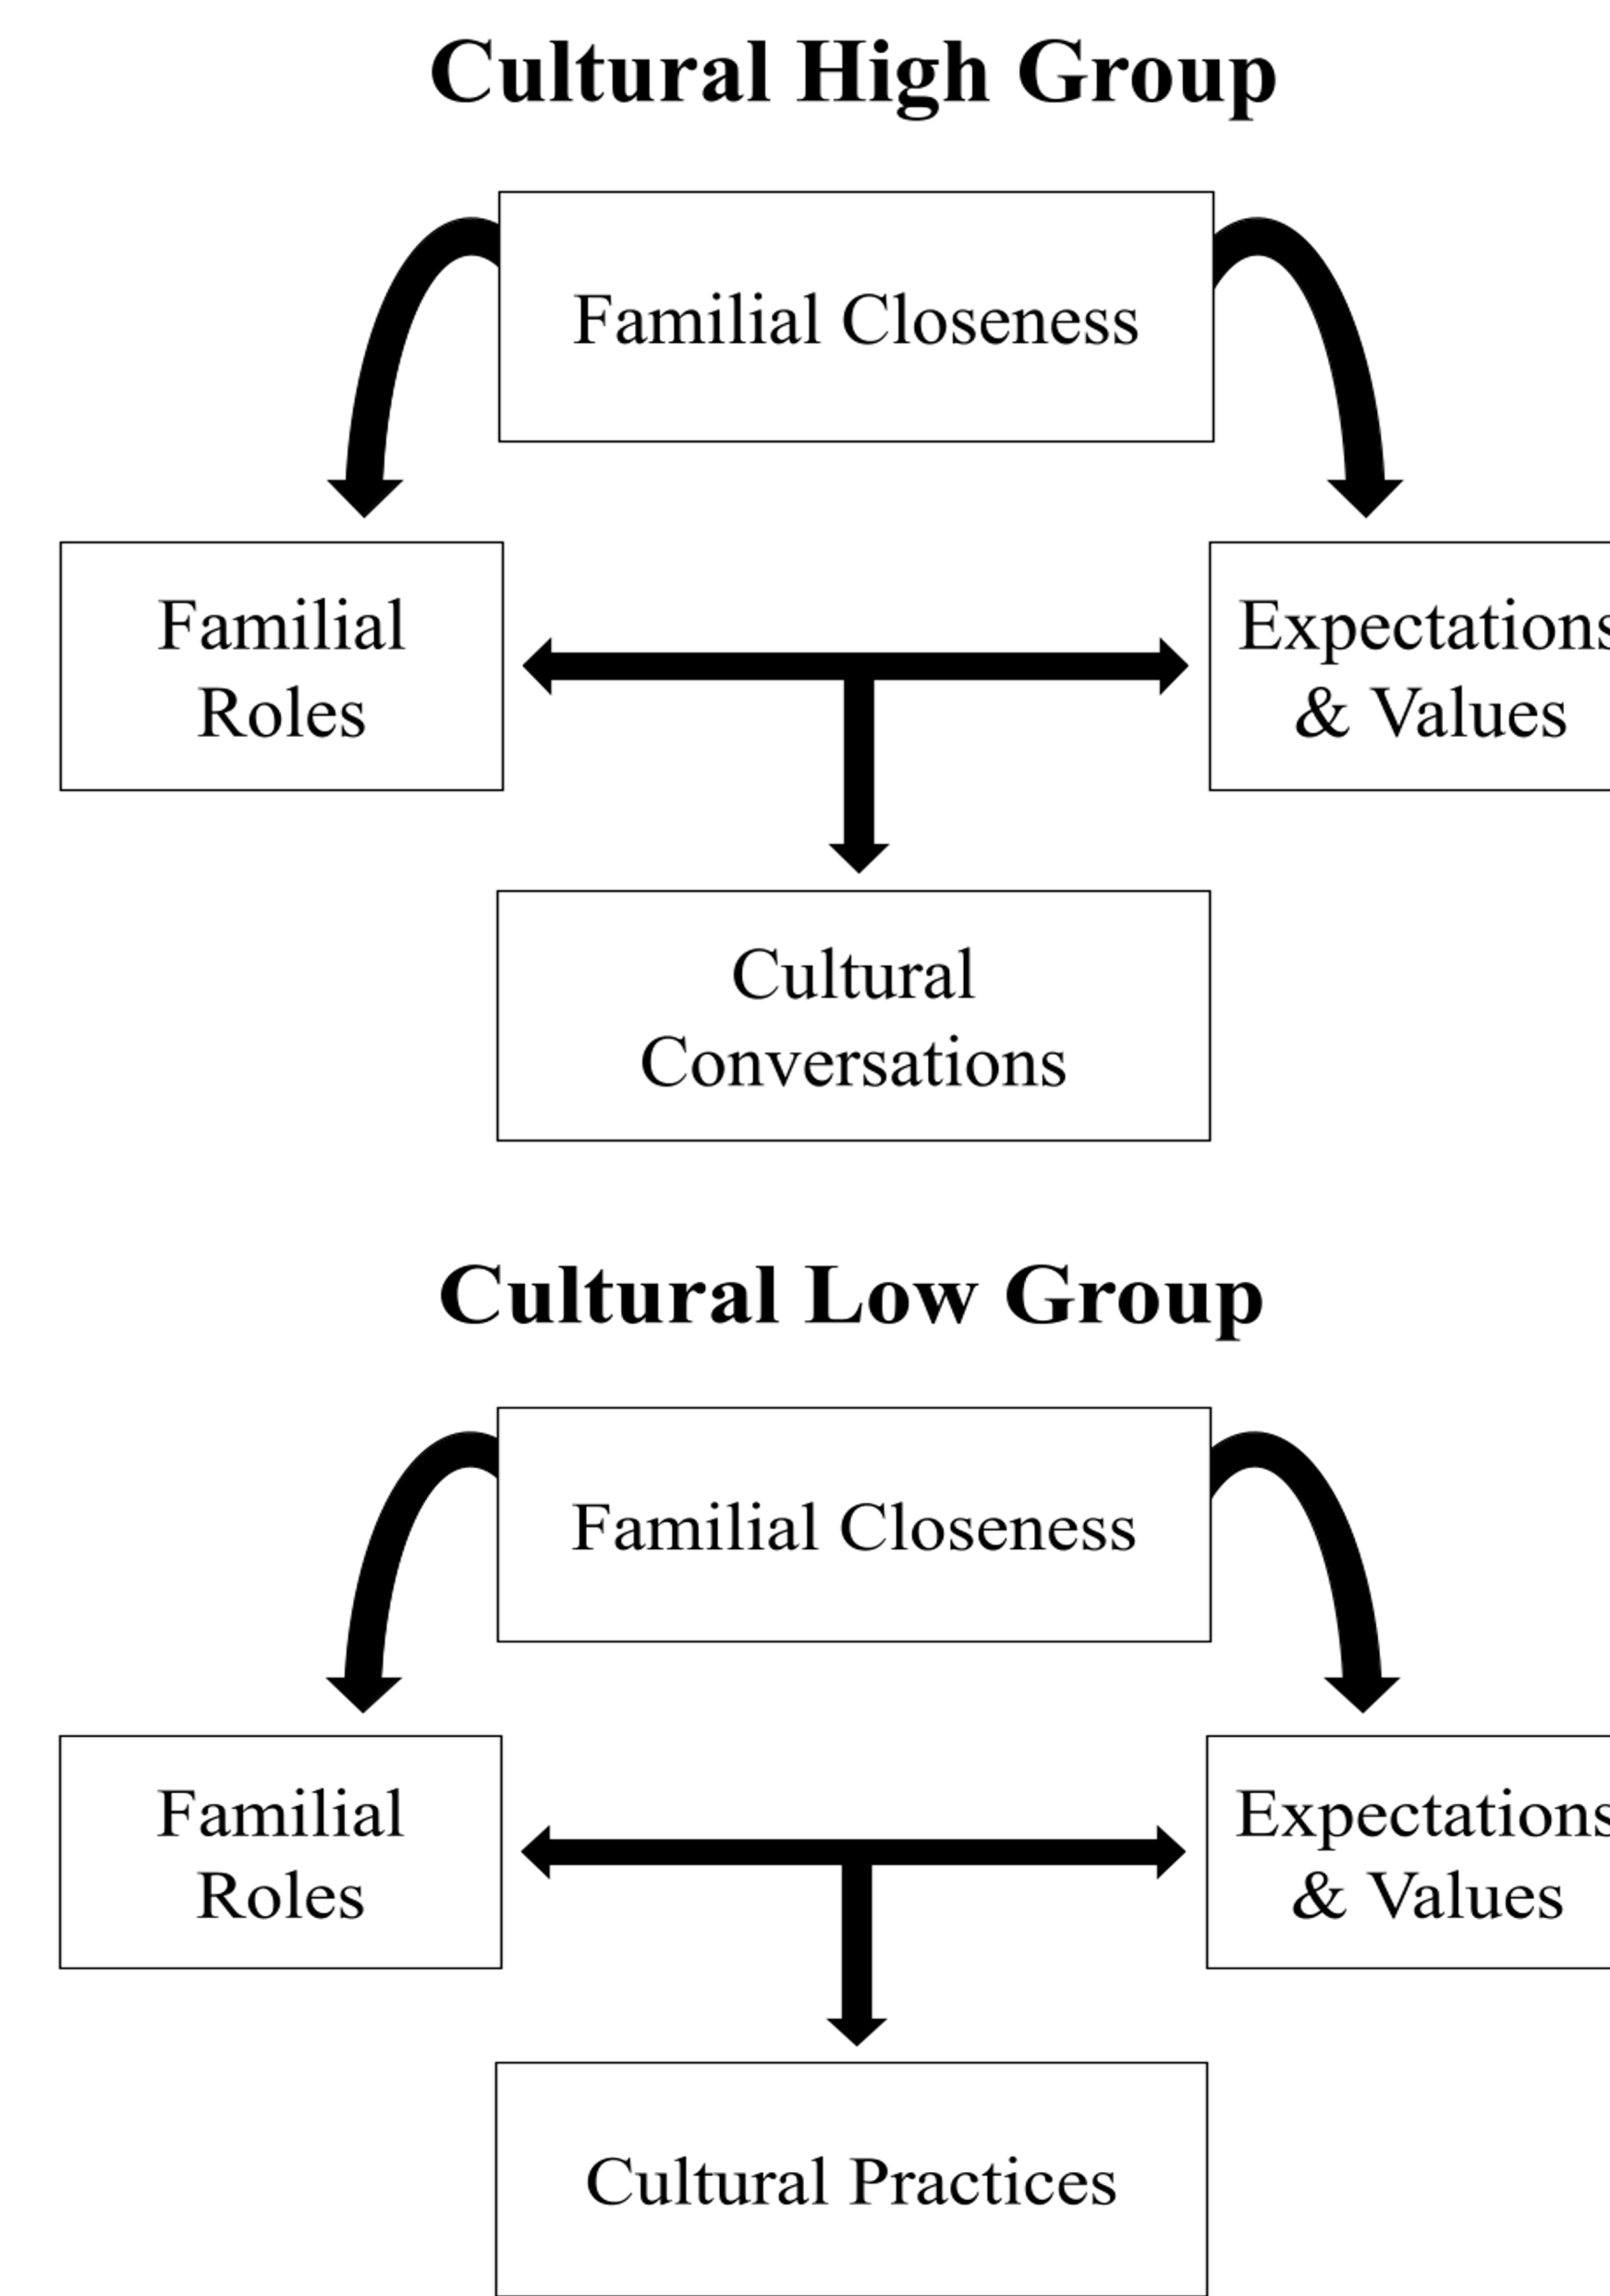 Cultural High Group
Familial Closeness
Familial
Roles
Expectations
& Values
Cultural
Conversations
Cultural Low Group
Familial Closeness
Familial
Roles
Expectations
& Values
Cultural Practices